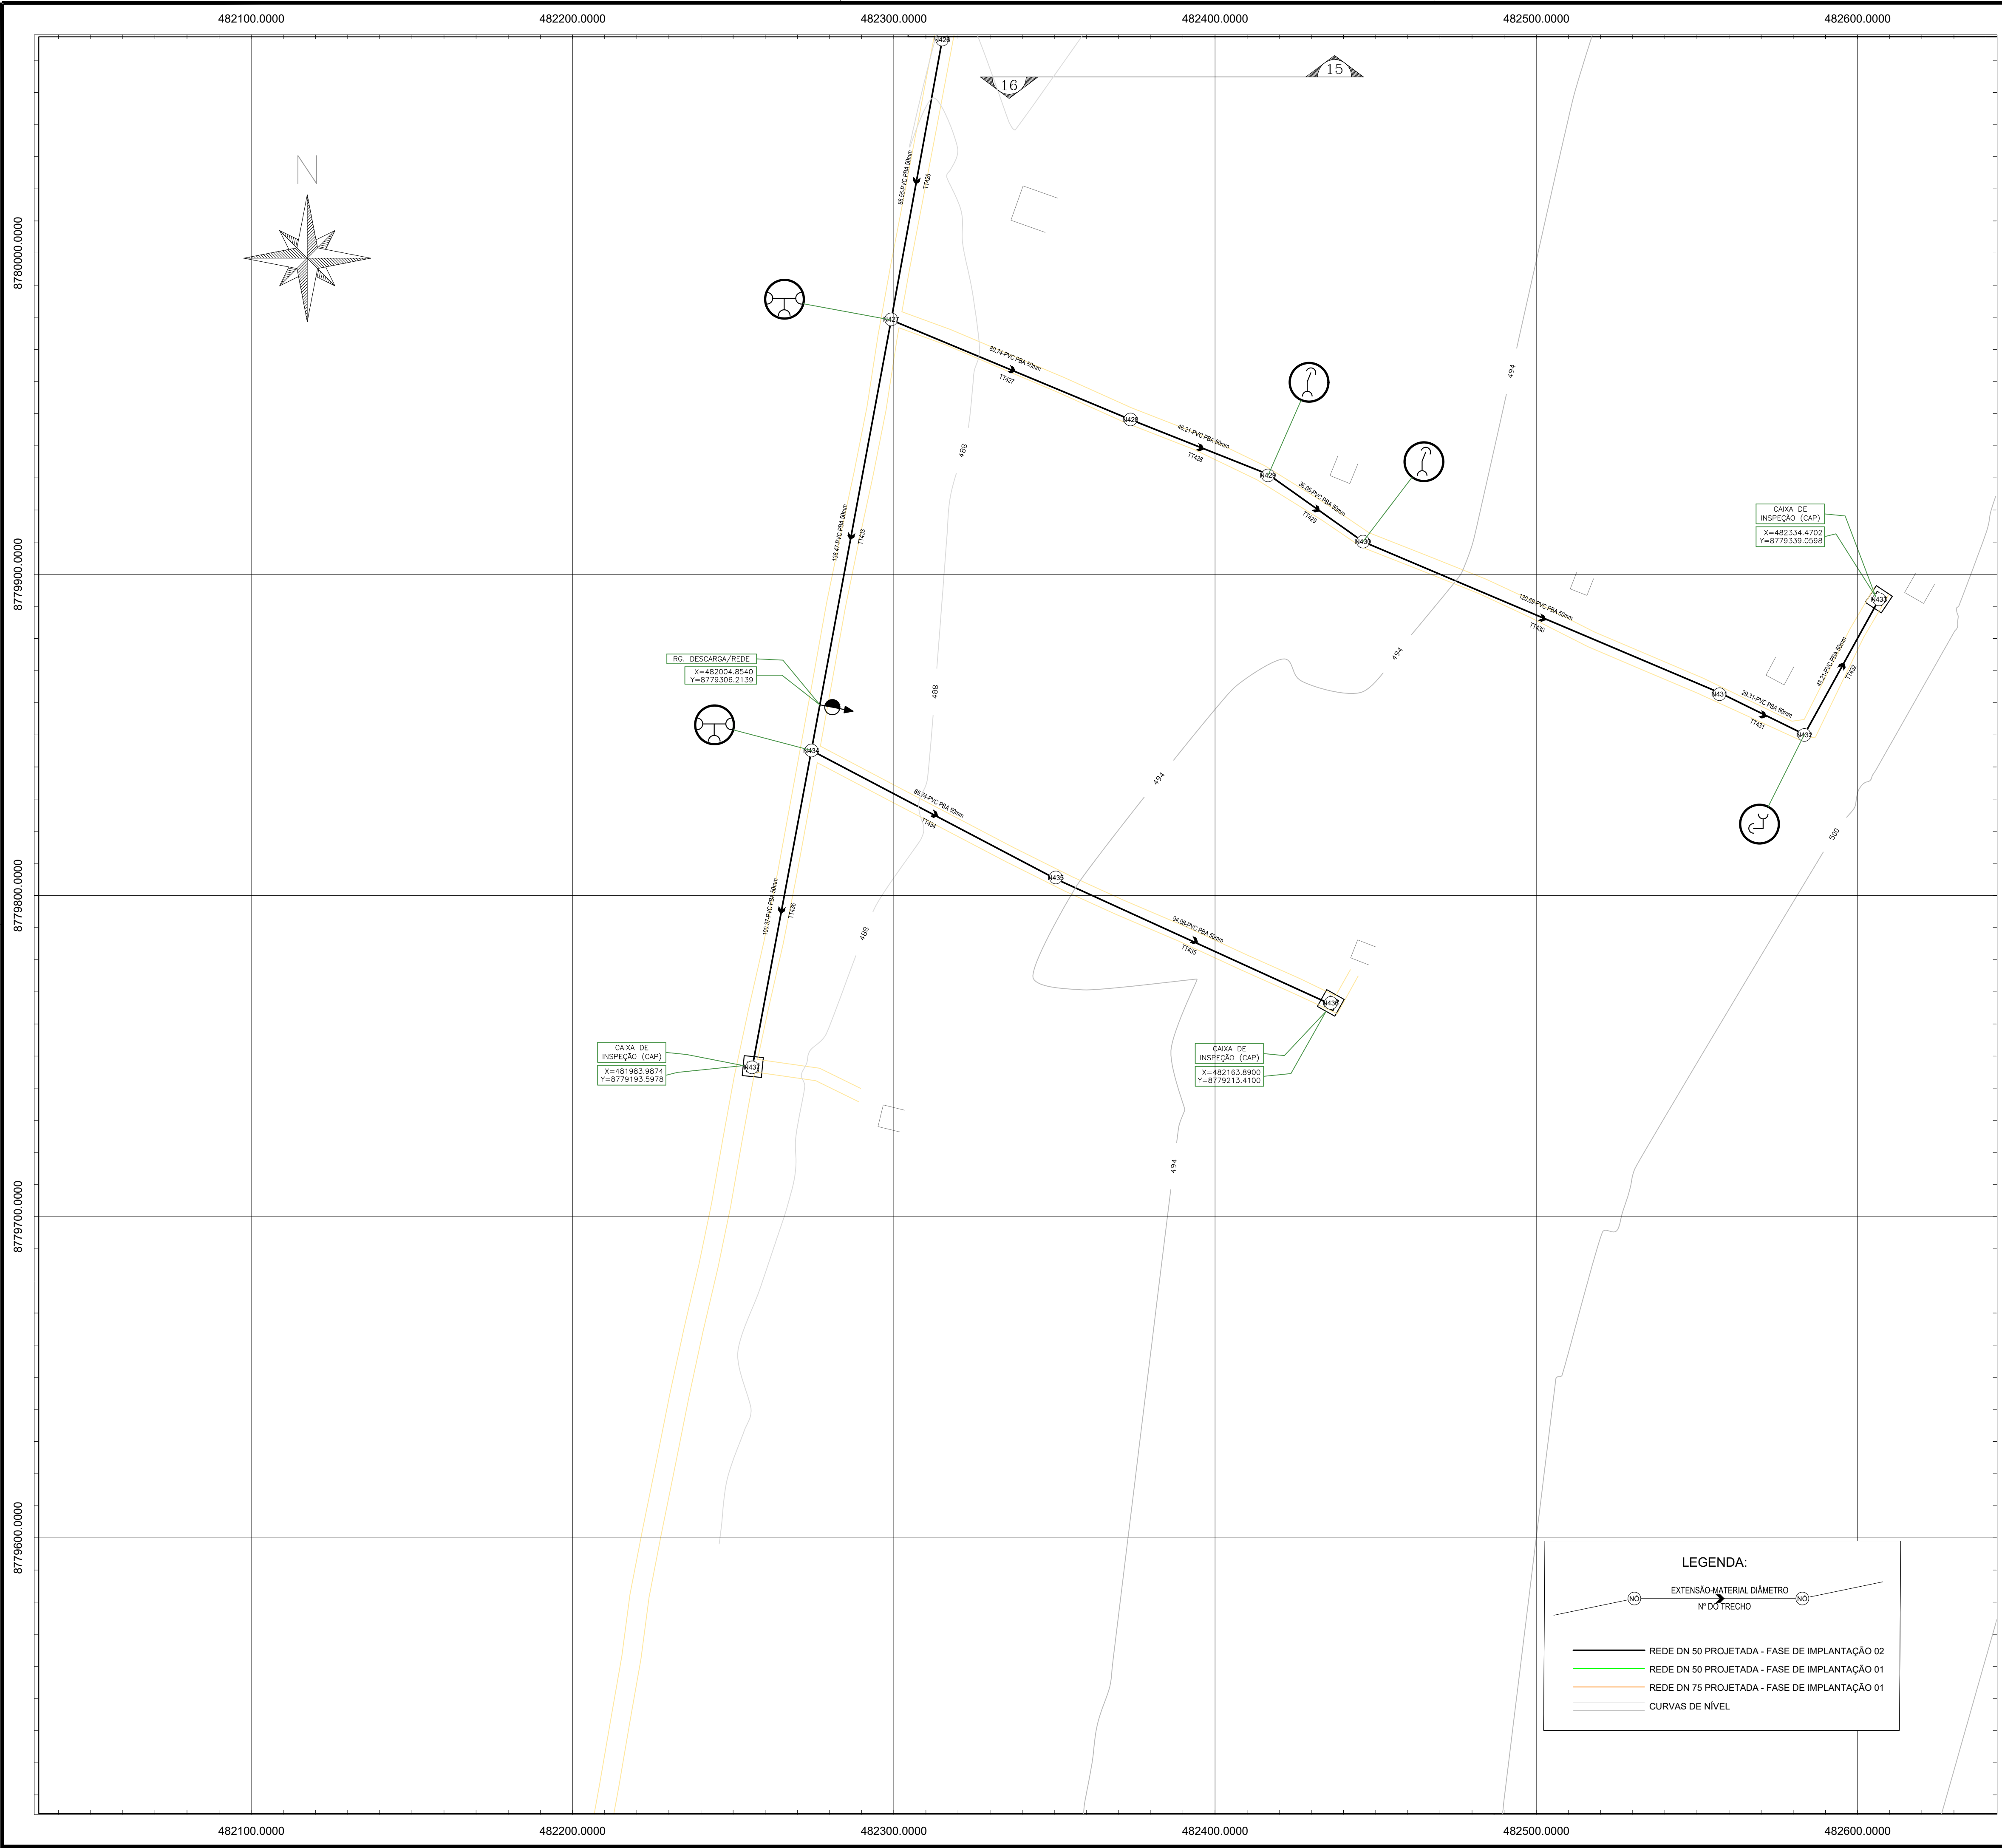 482100.0000
482200.0000
482300.0000
482400.0000
482500.0000
482600.0000
N426
15
16
N
88.55-PVC PBA 50mm
TT426
8780000.0000
N427
80.74-PVC PBA 50mm
TT427
494
N428
46.21-PVC PBA 50mm
TT428
488
N429
36.05-PVC PBA 50mm
TT429
136.47-PVC PBA 50mm
TT433
N430
CAIXA DE
INSPEÇÃO (CAP)
X=482334.4702
Y=8779339.0598
8779900.0000
N433
120.69-PVC PBA 50mm
TT430
RG. DESCARGA/REDE
X=482004.8540
Y=8779306.2139
494
48.21-PVC PBA 50mm
TT432
488
N431
29.31-PVC PBA 50mm
TT431
N432
N434
494
85.74-PVC PBA 50mm
TT434
500
8779800.0000
N435
100.37-PVC PBA 50mm
TT436
488
94.08-PVC PBA 50mm
TT435
N436
CAIXA DE
INSPEÇÃO (CAP)
X=481983.9874
Y=8779193.5978
N437
CAIXA DE
INSPEÇÃO (CAP)
X=482163.8900
Y=8779213.4100
494
8779700.0000
8779600.0000
LEGENDA:
EXTENSÃO-MATERIAL DIÂMETRO
NO
NO
Nº DO TRECHO
REDE DN 50 PROJETADA - FASE DE IMPLANTAÇÃO 02
REDE DN 50 PROJETADA - FASE DE IMPLANTAÇÃO 01
REDE DN 75 PROJETADA - FASE DE IMPLANTAÇÃO 01
CURVAS DE NÍVEL
482100.0000
482200.0000
482300.0000
482400.0000
482500.0000
482600.0000